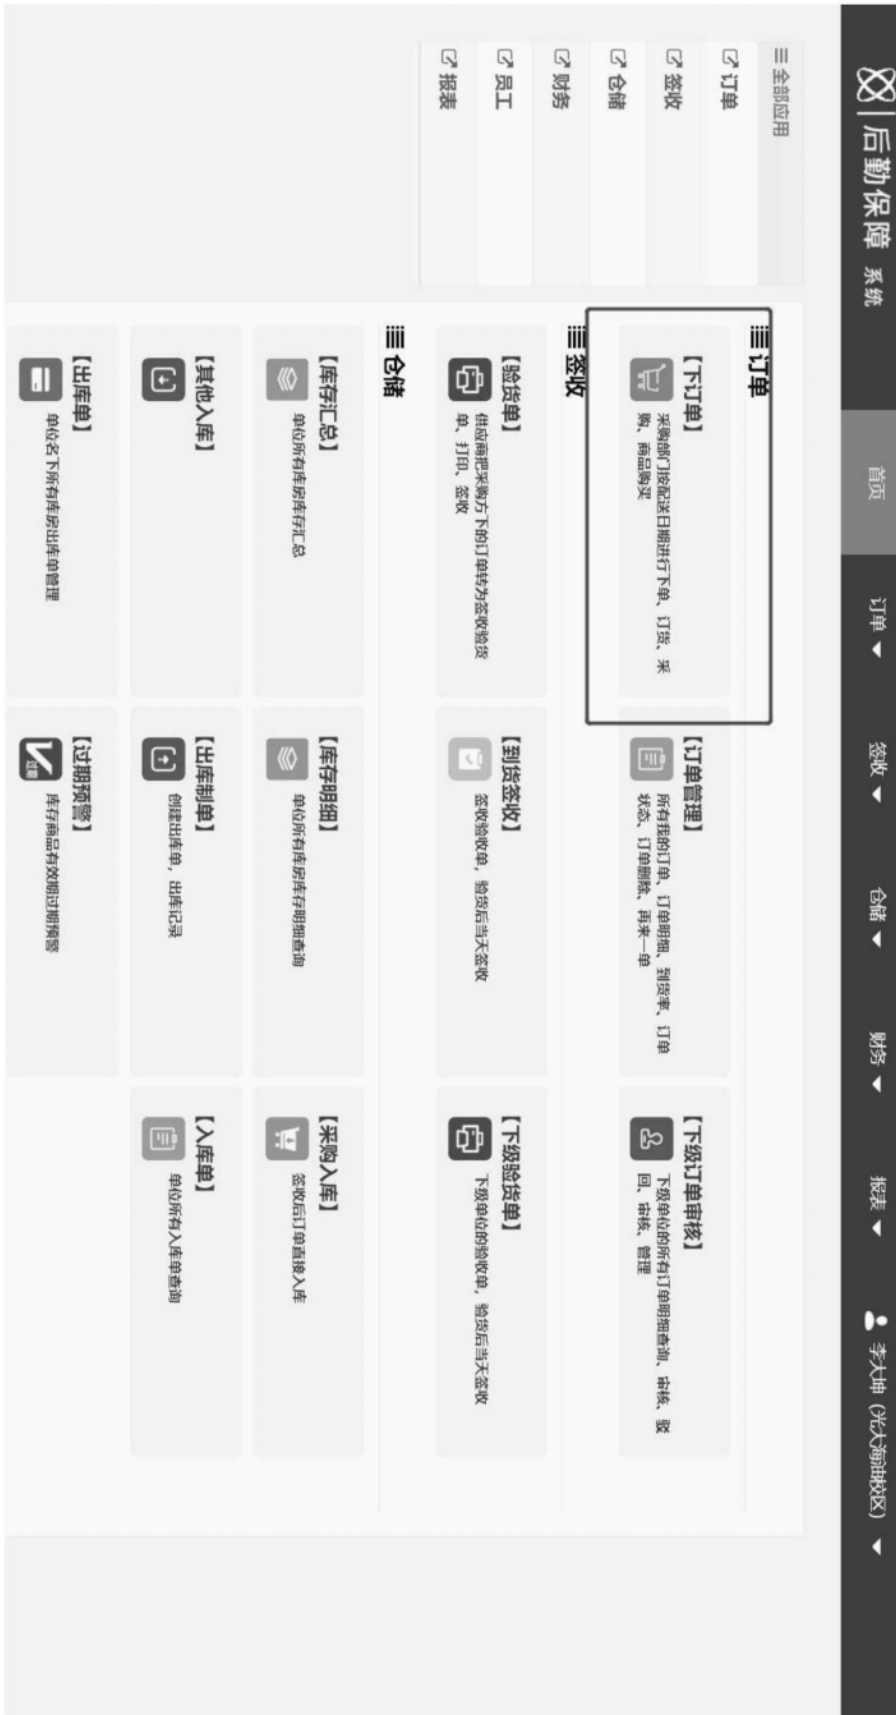 后勤保障 系统
首页
订单
签收
仓储
财务
报表
李大坤（光大海油校区）
全部应用
订单
签收
仓储
财务
员工
报表
订单
【下订单】
采购部门按配送日期进行下单、订货、采
购、商品购买
【订单管理】
所有我的订单、订单明细、到货率、订单
状态、订单删除、再来一单
【下级订单审核】
下级单位的所有订单明细查询、审核、驳
回、审核、管理
签收
【验货单】
供应商把采购方下的订单转为签收验货
单、打印、签收
【到货签收】
签收验收单，验货后当天签收
【下级验货单】
下级单位的验收单，验货后当天签收
仓储
【库存汇总】
单位所有库房库存汇总
【库存明细】
单位所有库房库存明细查询
【采购入库】
签收后订单直接入库
【其他入库】
【出库制单】
创建出库单，出库记录
【入库单】
单位所有入库单查询
【出库单】
单位名下所有库房出库单管理
【过期预警】
过期
库存商品有效期过期预警